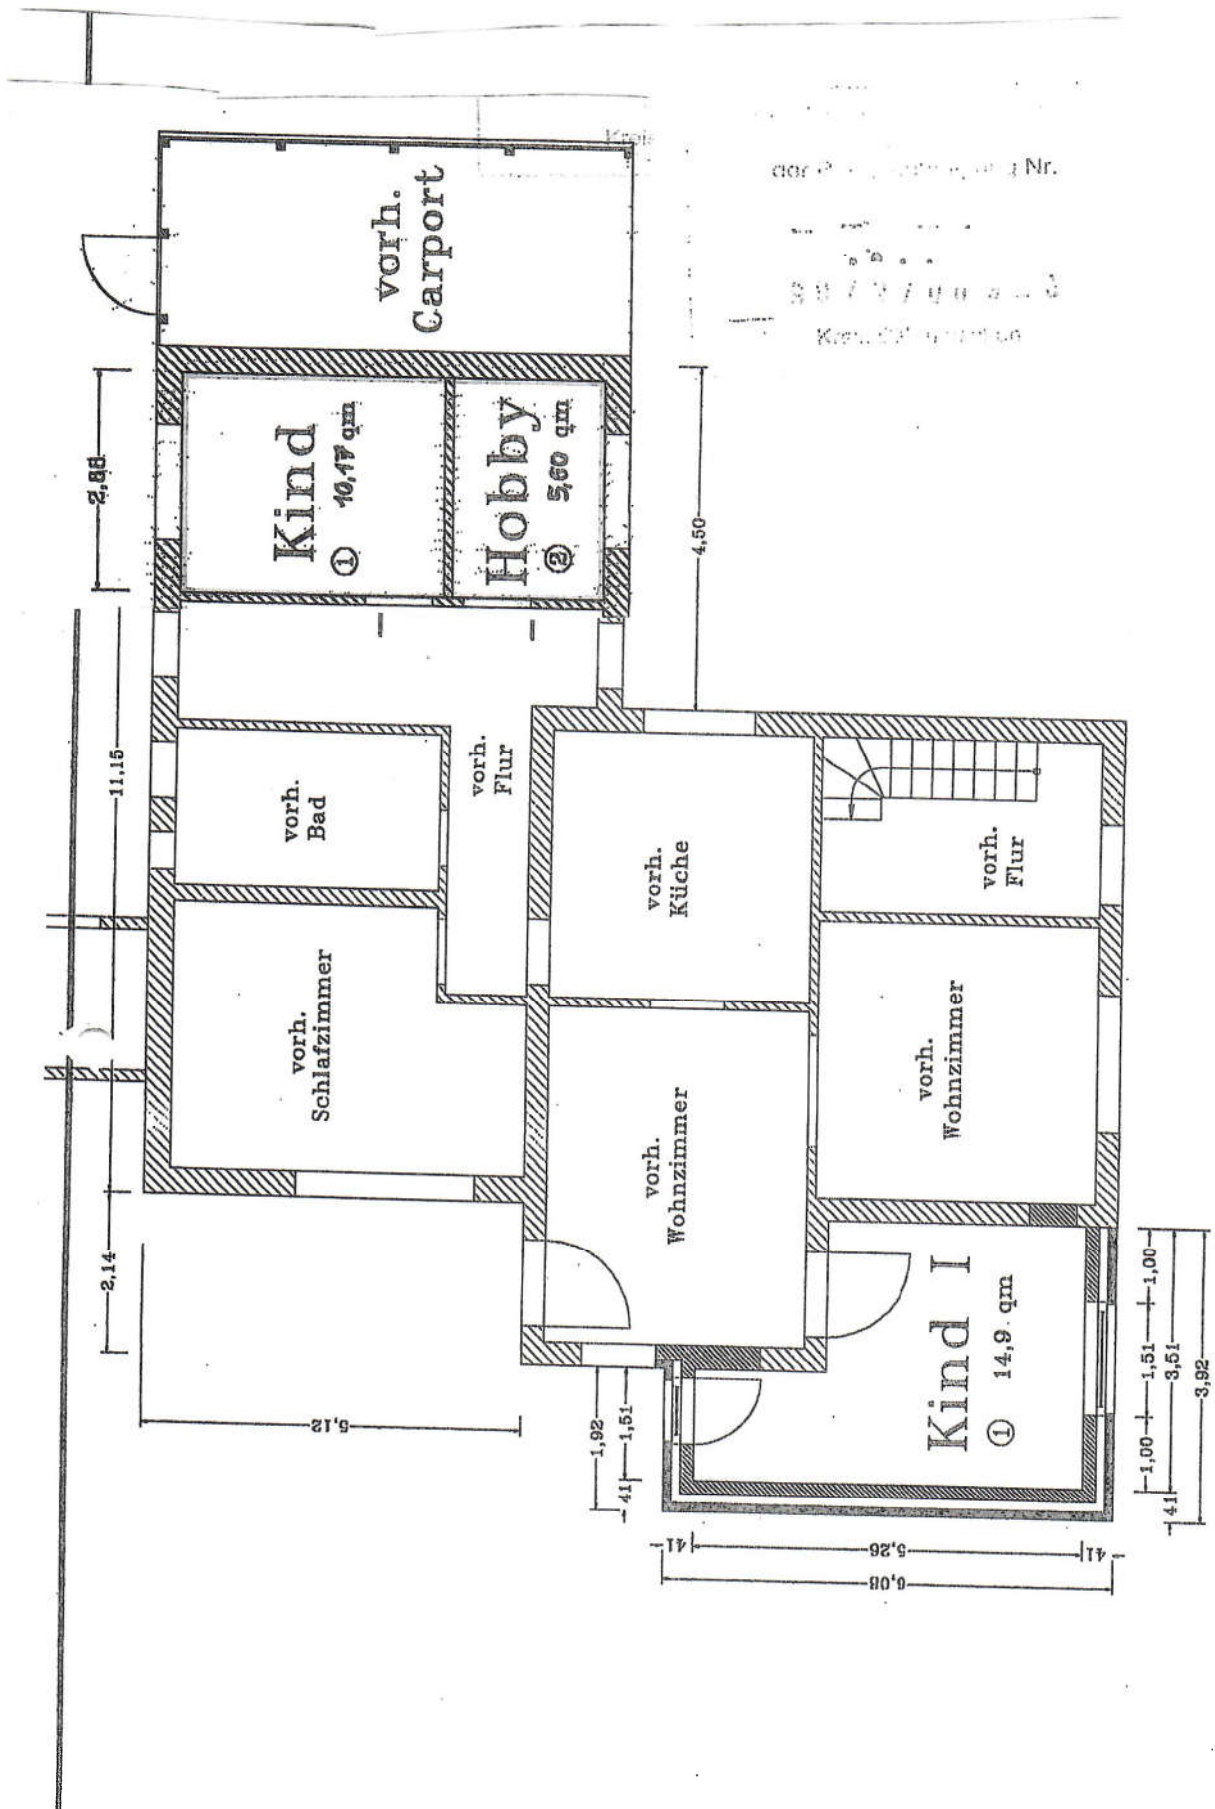 der
Nr.
vorh.
Carport
Kind
① 10,17 qm
Hobby
② 5,60 qm
2,88
4,50
11,15
vorh.
Bad
vorh.
Flur
vorh.
Küche
vorh.
Flur
vorh.
Schlafzimmer
vorh.
Wohnzimmer
vorh.
Wohnzimmer
2,14
5,12
Kind I
① 14,9 qm
1,92
1,51
41
1,00
1,51
1,00
3,51
41
3,92
41
5,26
41
6,08